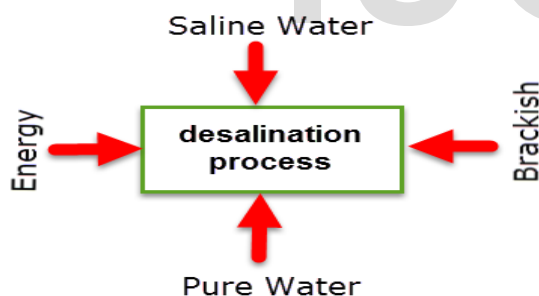 Saline Water
Energy
desalination
process
Brackish
Pure Water